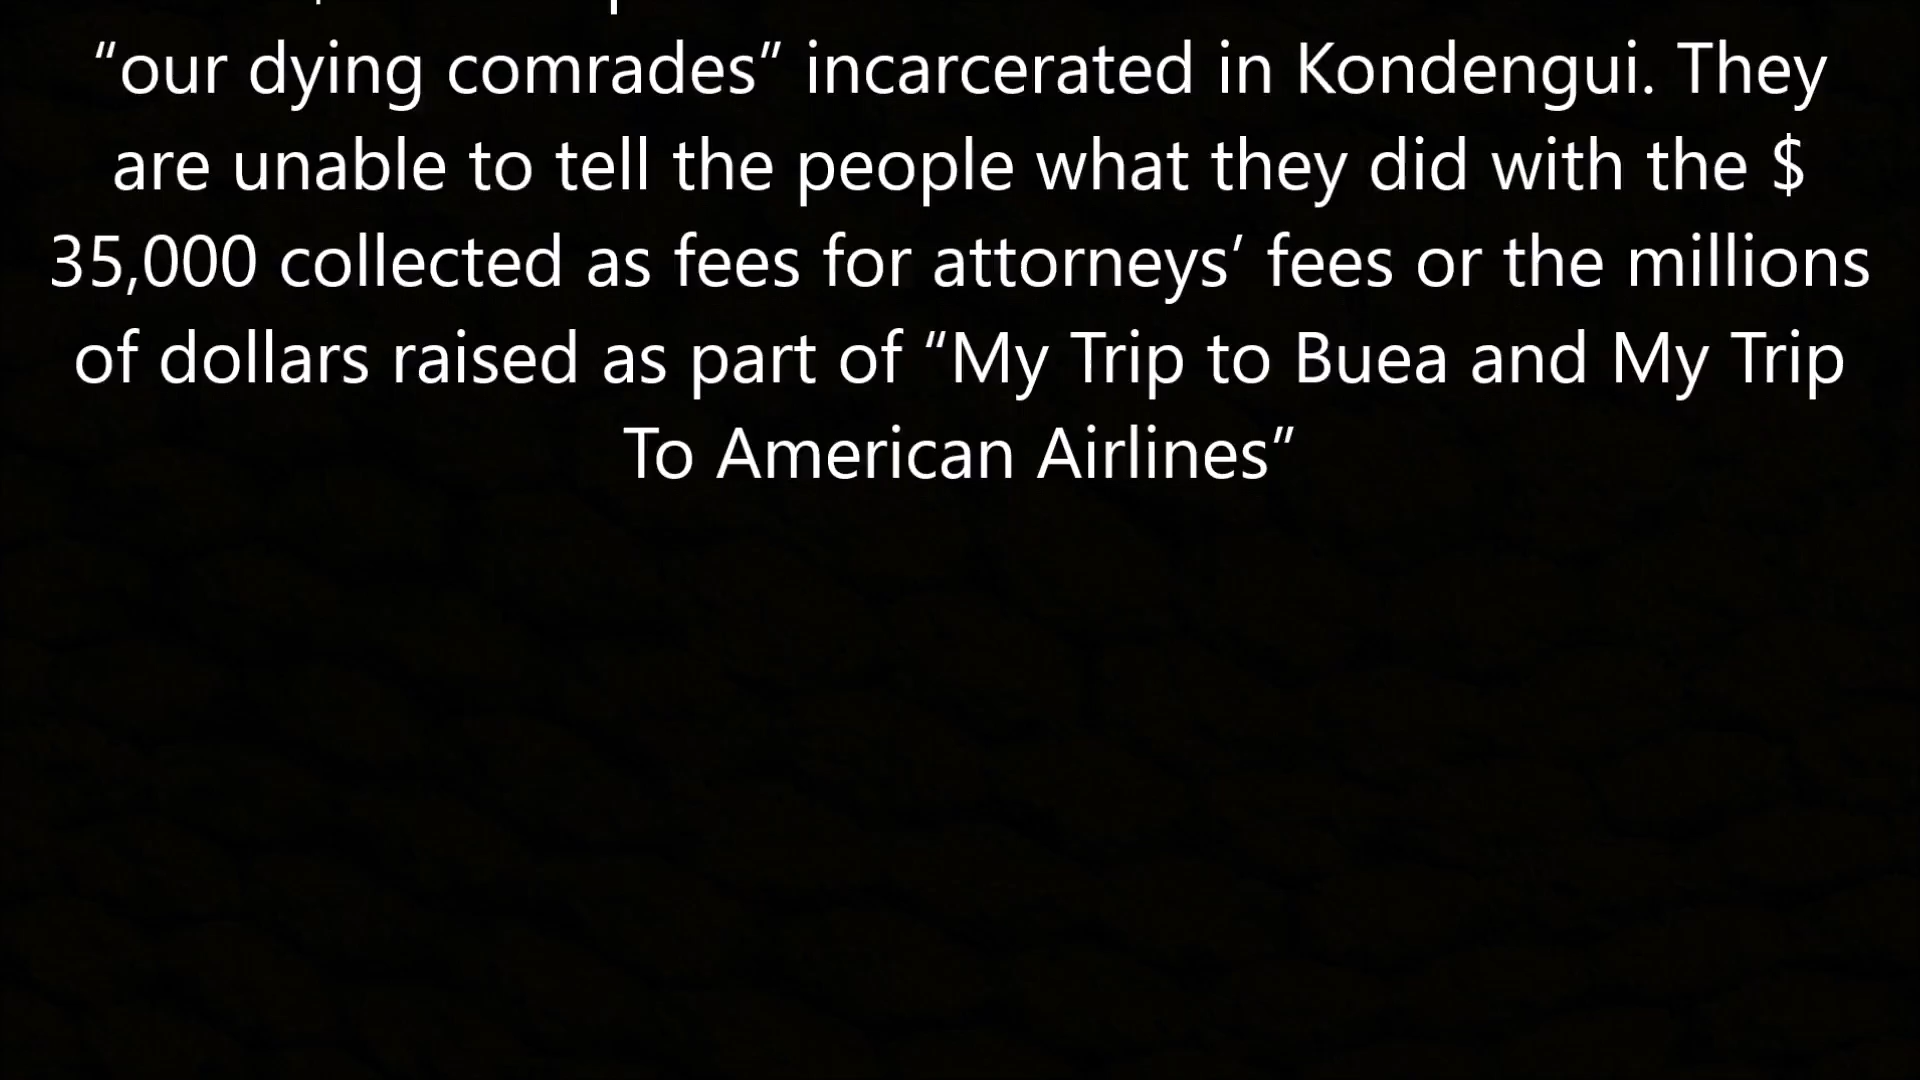 “our dying comrades” incarcerated in Kondengui. They
are unable to tell the people what they did with the $
35,000 collected as fees for attorneys’ fees or the millions
of dollars raised as part of “My Trip to Buea and My Trip
To American Airlines”